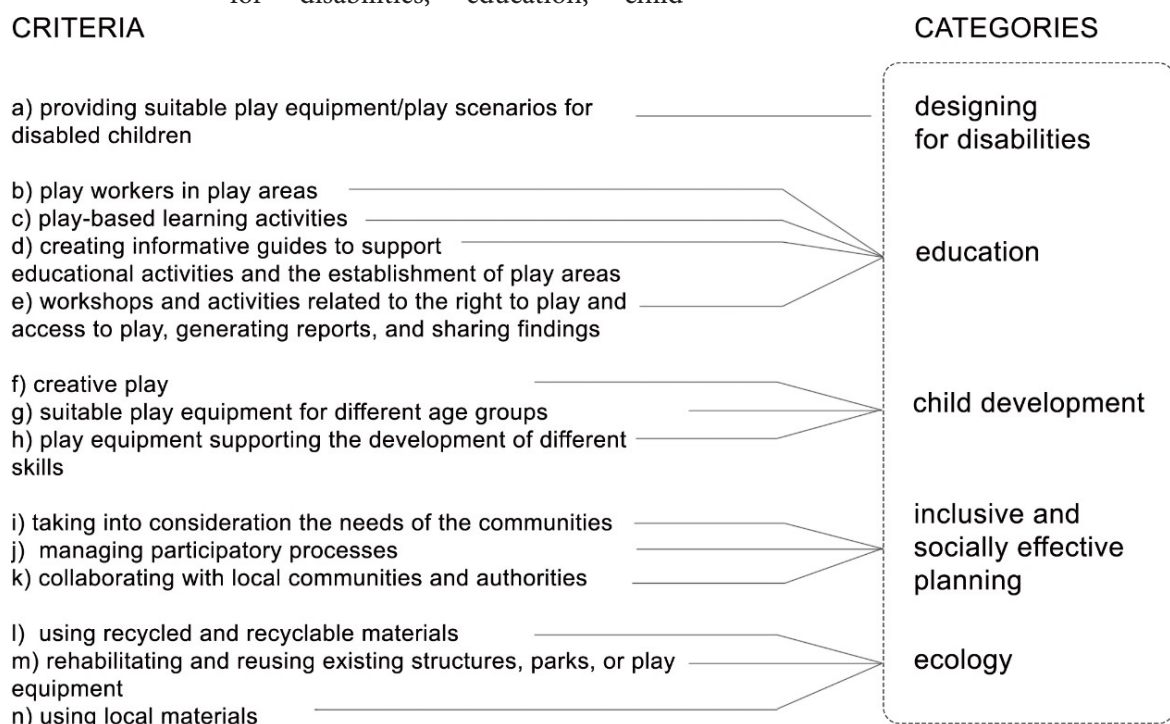 for disabilities, education, child
CRITERIA
CATEGORIES
a) providing suitable play equipment/play scenarios for
disabled children
designing
for disabilities
b) play workers in play areas
c) play-based learning activities
d) creating informative guides to support
educational activities and the establishment of play areas
e) workshops and activities related to the right to play and
access to play, generating reports, and sharing findings
education
f) creative play
g) suitable play equipment for different age groups
h) play equipment supporting the development of different
skills
child development
i) taking into consideration the needs of the communities
j) managing participatory processes
k) collaborating with local communities and authorities
inclusive and
socially effective
planning
l) using recycled and recyclable materials
m) rehabilitating and reusing existing structures, parks, or play
equipment
n) using local materials
ecology